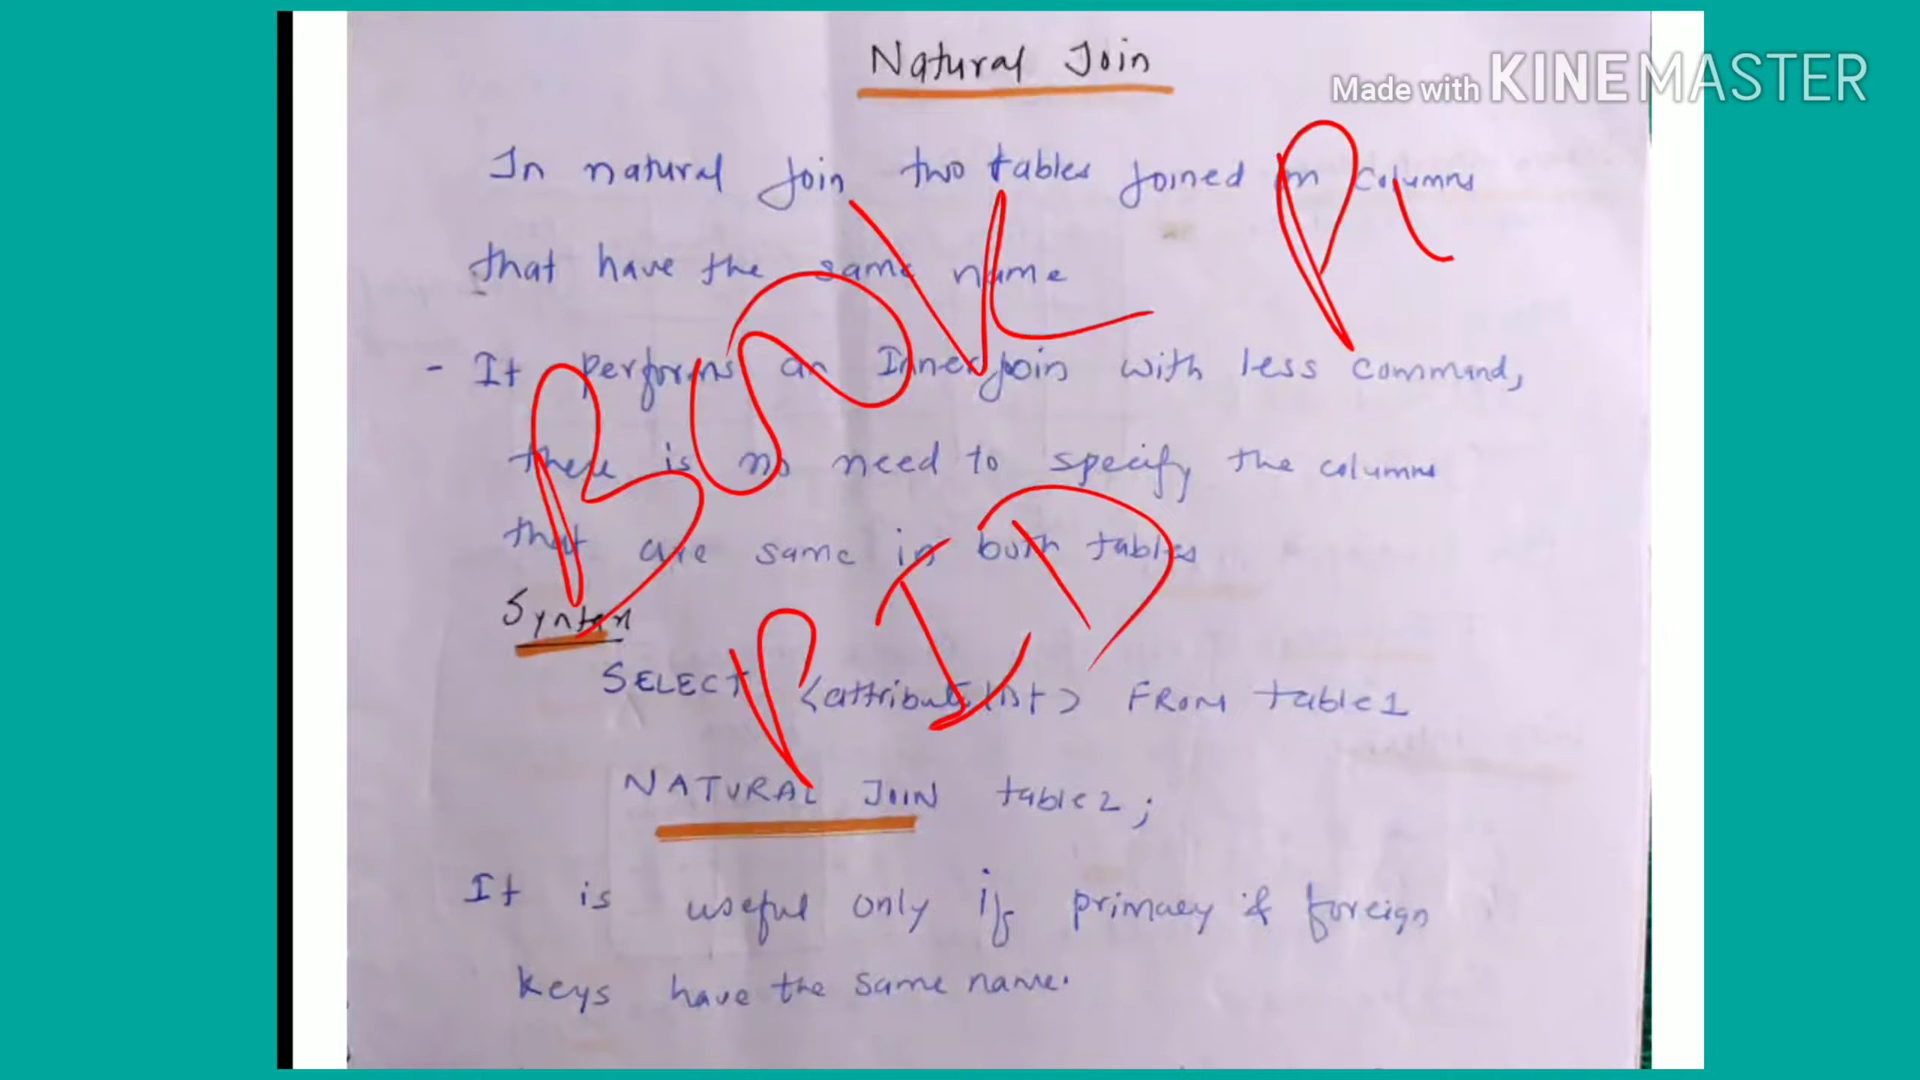 Natural Join
Made with KINEMASTER
In natural Join two tables Joined on columns
that have the same name
- It performs an Inner Join with less command,
there is no need to specify the columns
that are same in both tables
Syntax
SELECT <attribute list> FROM table1
NATURAL JOIN table2;
It is useful only if primary & foreign
keys have the same name.
BOOK
PID